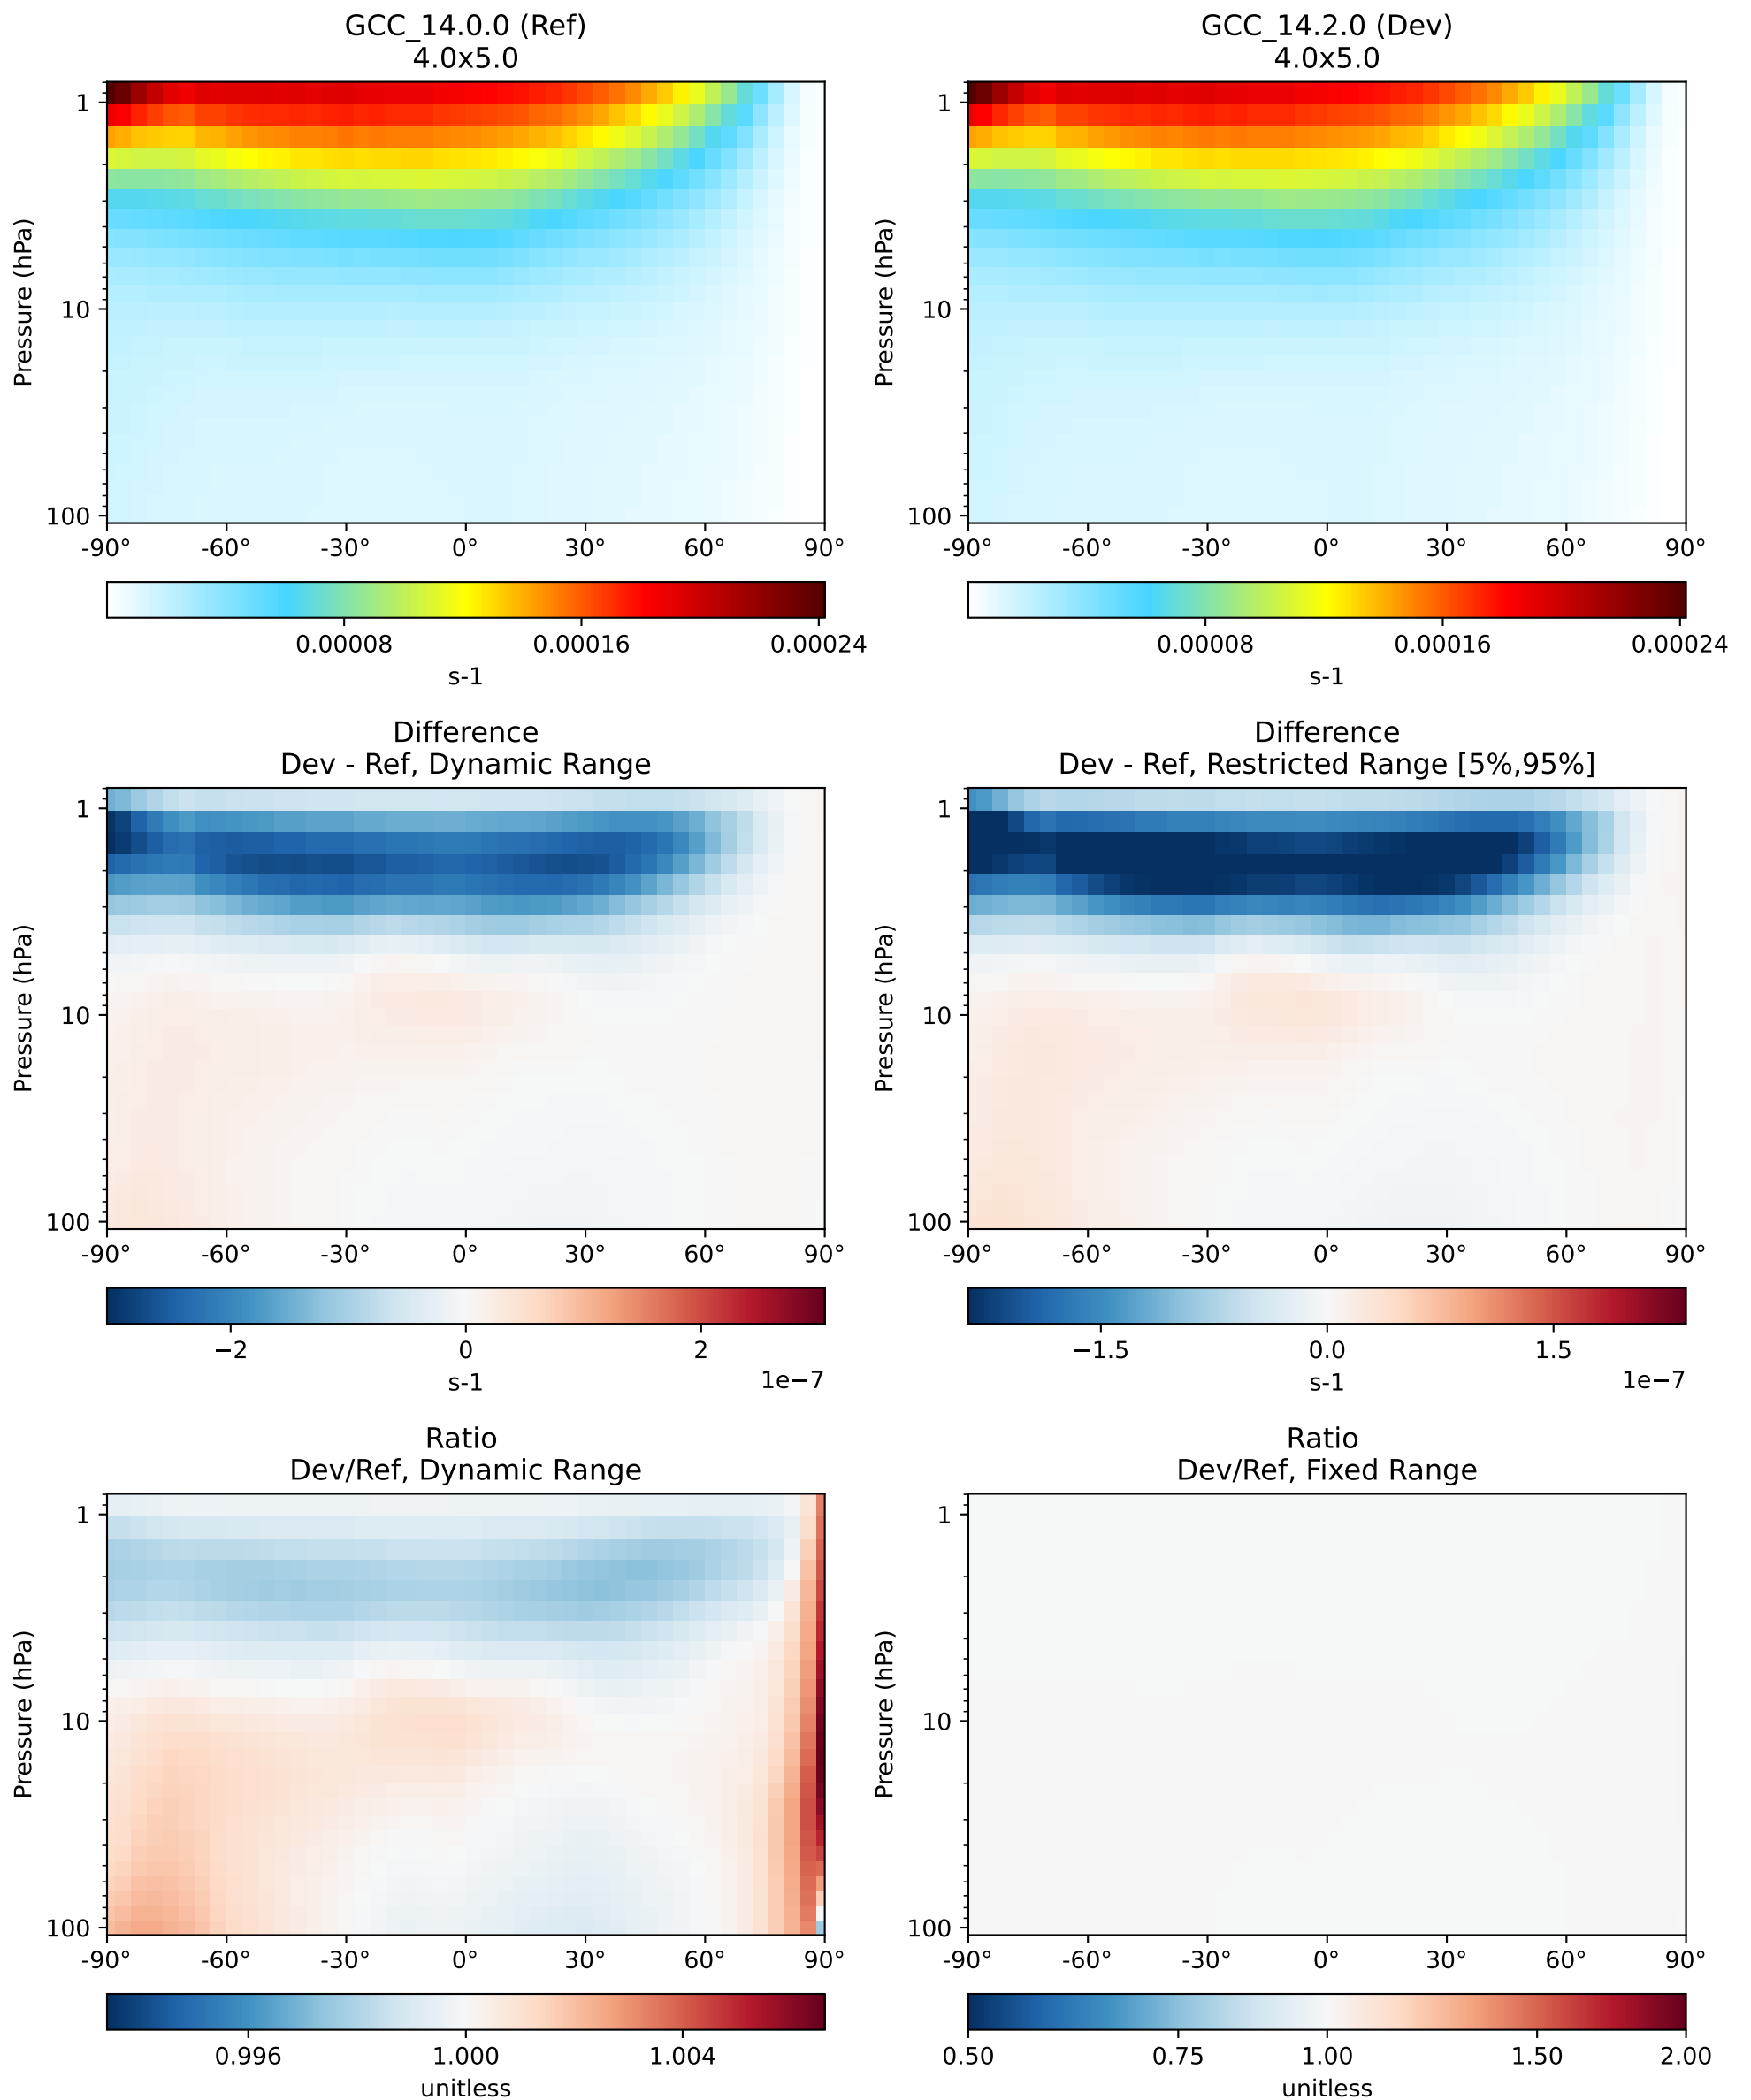 GCC_14.0.0 (Ref)
4.0x5.0
Pressure (hPa)
1
10
100
-90° -60° -30° 0° 30° 60° 90°
0.00008 0.00016 0.00024
s-1
GCC_14.2.0 (Dev)
4.0x5.0
Pressure (hPa)
1
10
100
-90° -60° -30° 0° 30° 60° 90°
0.00008 0.00016 0.00024
s-1
Difference
Dev - Ref, Dynamic Range
Pressure (hPa)
1
10
100
-90° -60° -30° 0° 30° 60° 90°
−2 0 2
s-1 1e−7
Difference
Dev - Ref, Restricted Range [5%,95%]
Pressure (hPa)
1
10
100
-90° -60° -30° 0° 30° 60° 90°
−1.5 0.0 1.5
s-1 1e−7
Ratio
Dev/Ref, Dynamic Range
Pressure (hPa)
1
10
100
-90° -60° -30° 0° 30° 60° 90°
0.996 1.000 1.004
unitless
Ratio
Dev/Ref, Fixed Range
Pressure (hPa)
1
10
100
-90° -60° -30° 0° 30° 60° 90°
0.50 0.75 1.00 1.50 2.00
unitless